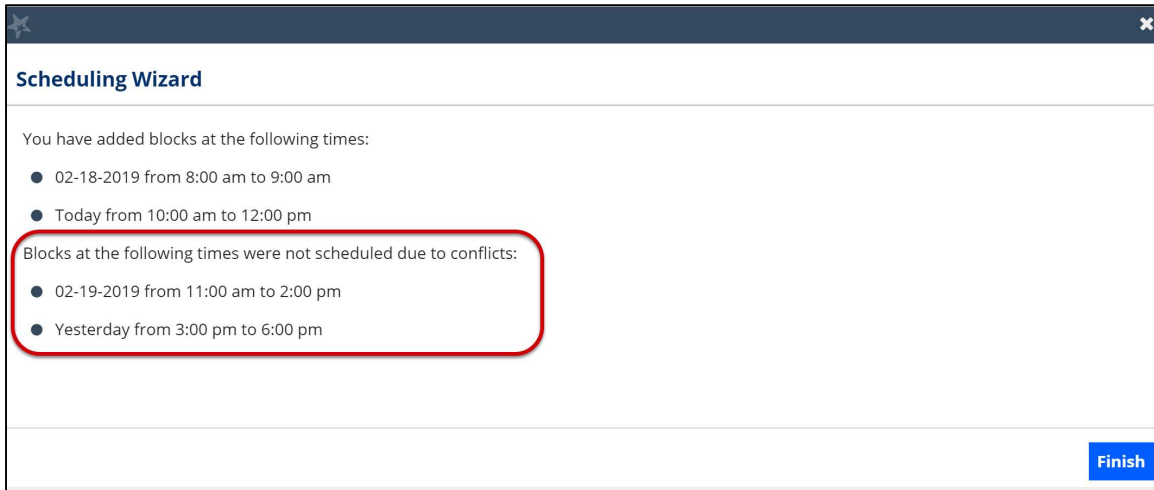 Scheduling Wizard
You have added blocks at the following times:
02-18-2019 from 8:00 am to 9:00 am
Today from 10:00 am to 12:00 pm
Blocks at the following times were not scheduled due to conflicts:
02-19-2019 from 11:00 am to 2:00 pm
Yesterday from 3:00 pm to 6:00 pm
Finish